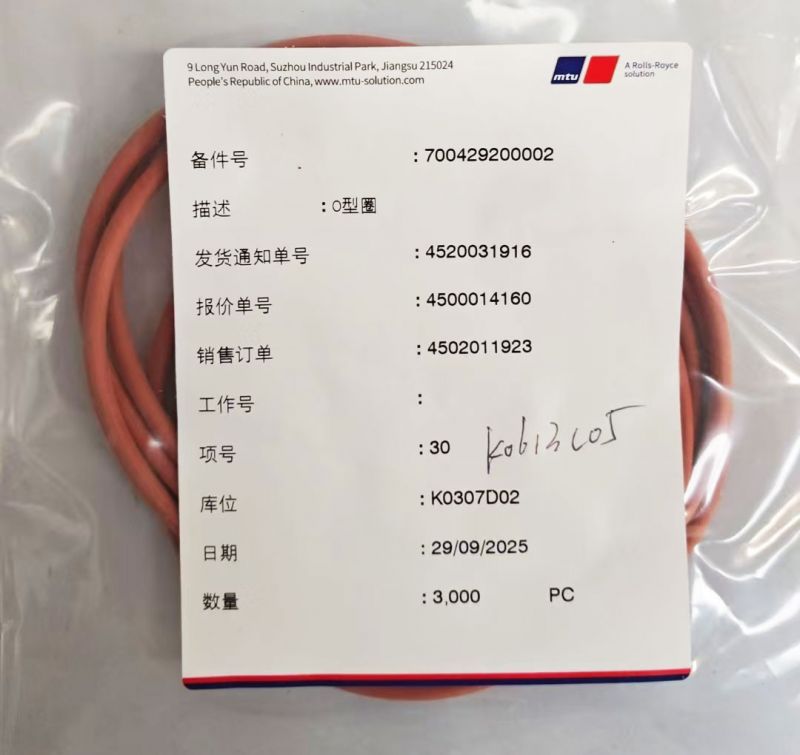 9 Long Yun Road, Suzhou Industrial Park, Jiangsu 215024
People's Republic of China, www.mtu-solution.com
mtu
A Rolls-Royce
solution
备件号 : 700429200002
描述 : O型圈
发货通知单号 : 4520031916
报价单号 : 4500014160
销售订单 : 4502011923
工作号 :
项号 : 30 K0613C05
库位 : K0307D02
日期 : 29/09/2025
数量 : 3,000 PC